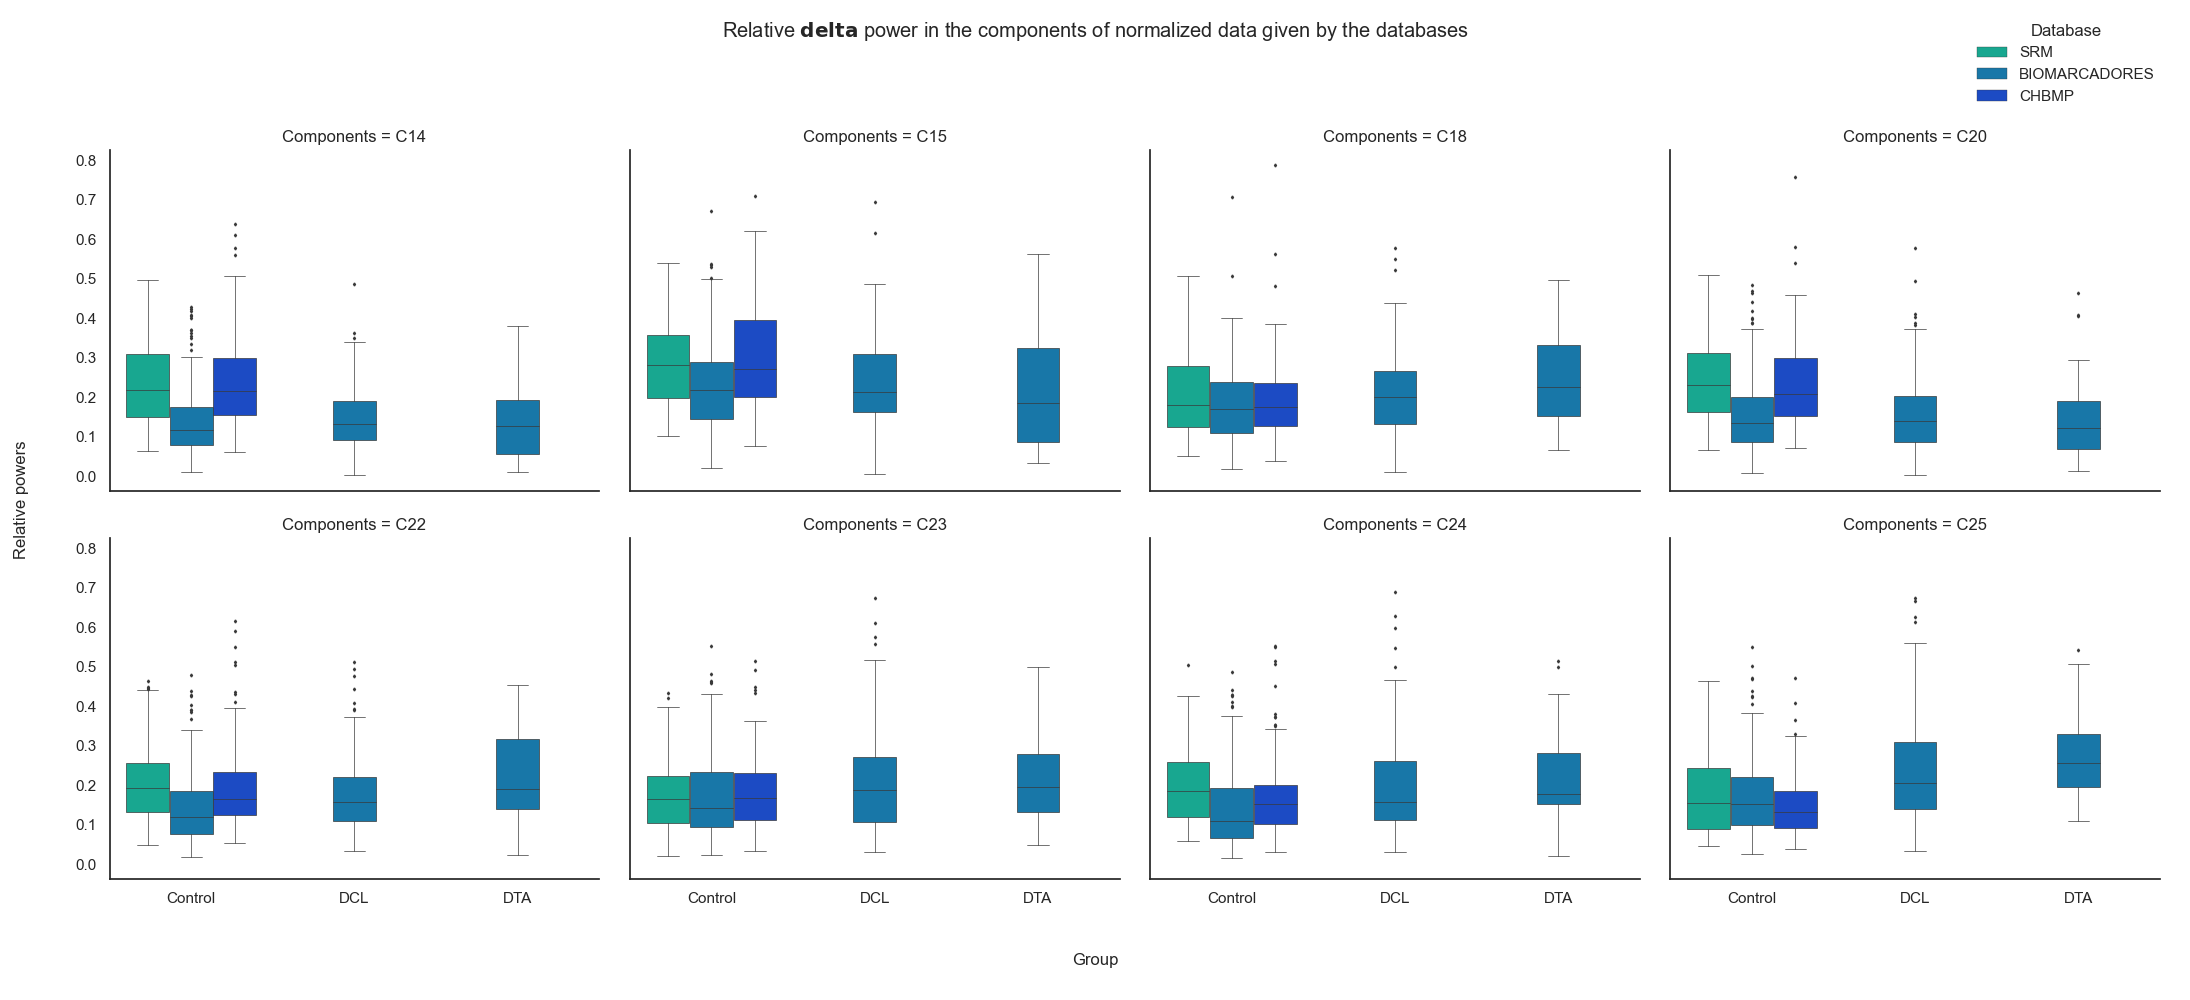 Relative delta power in the components of normalized data given by the databases
Database
SRM
BIOMARCADORES
CHBMP
Components = C14
Components = C15
Components = C18
Components = C20
0.8
0.7
0.6
0.5
0.4
0.3
0.2
0.1
0.0
Relative powers
Components = C22
Components = C23
Components = C24
Components = C25
0.8
0.7
0.6
0.5
0.4
0.3
0.2
0.1
0.0
Control DCL DTA
Control DCL DTA
Control DCL DTA
Control DCL DTA
Group